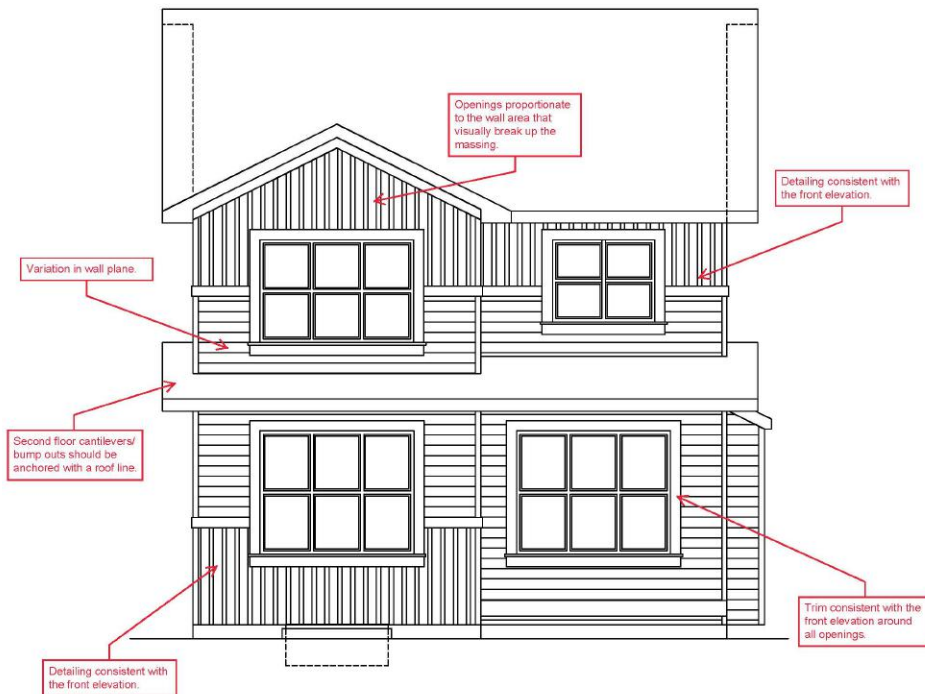 Openings proportionate
to the wall area that
visually break up the
massing.
Detailing consistent with
the front elevation.
Variation in wall plane.
Second floor cantilevers/
bump outs should be
anchored with a roof line.
Trim consistent with the
front elevation around
all openings.
Detailing consistent with
the front elevation.